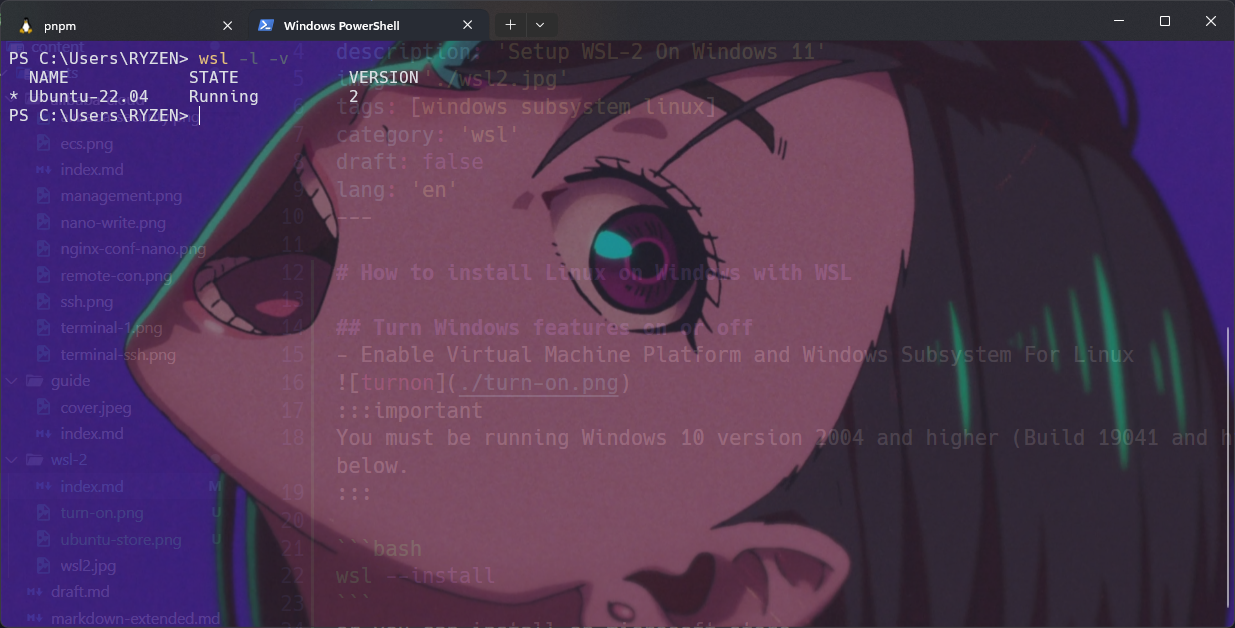 pnpm
Windows PowerShell
PS C:\Users\RYZEN> wsl -l -v
NAME STATE VERSION
* Ubuntu-22.04 Running 2
PS C:\Users\RYZEN>
content
ecs.png
index.md
management.png
nano-write.png
nginx-conf-nano.png
remote-con.png
ssh.png
terminal-1.png
terminal-ssh.png
guide
cover.jpeg
index.md
wsl-2
index.md M
turn-on.png U
ubuntu-store.png U
wsl2.jpg
draft.md
markdown-extended.md
4 description: 'Setup WSL-2 On Windows 11'
5 './wsl2.jpg'
6 tags: [windows subsystem linux]
7 category: 'wsl'
8 draft: false
9 lang: 'en'
10 ---
11
12 # How to install Linux on Windows with WSL
13
14 ## Turn Windows features on or off
15 - Enable Virtual Machine Platform and Windows Subsystem For Linux
16 ![turnon](./turn-on.png)
17 :::important
18 You must be running Windows 10 version 2004 and higher (Build 19041 and h
below.
19 :::
20
21 ```bash
22 wsl --install
23 ```